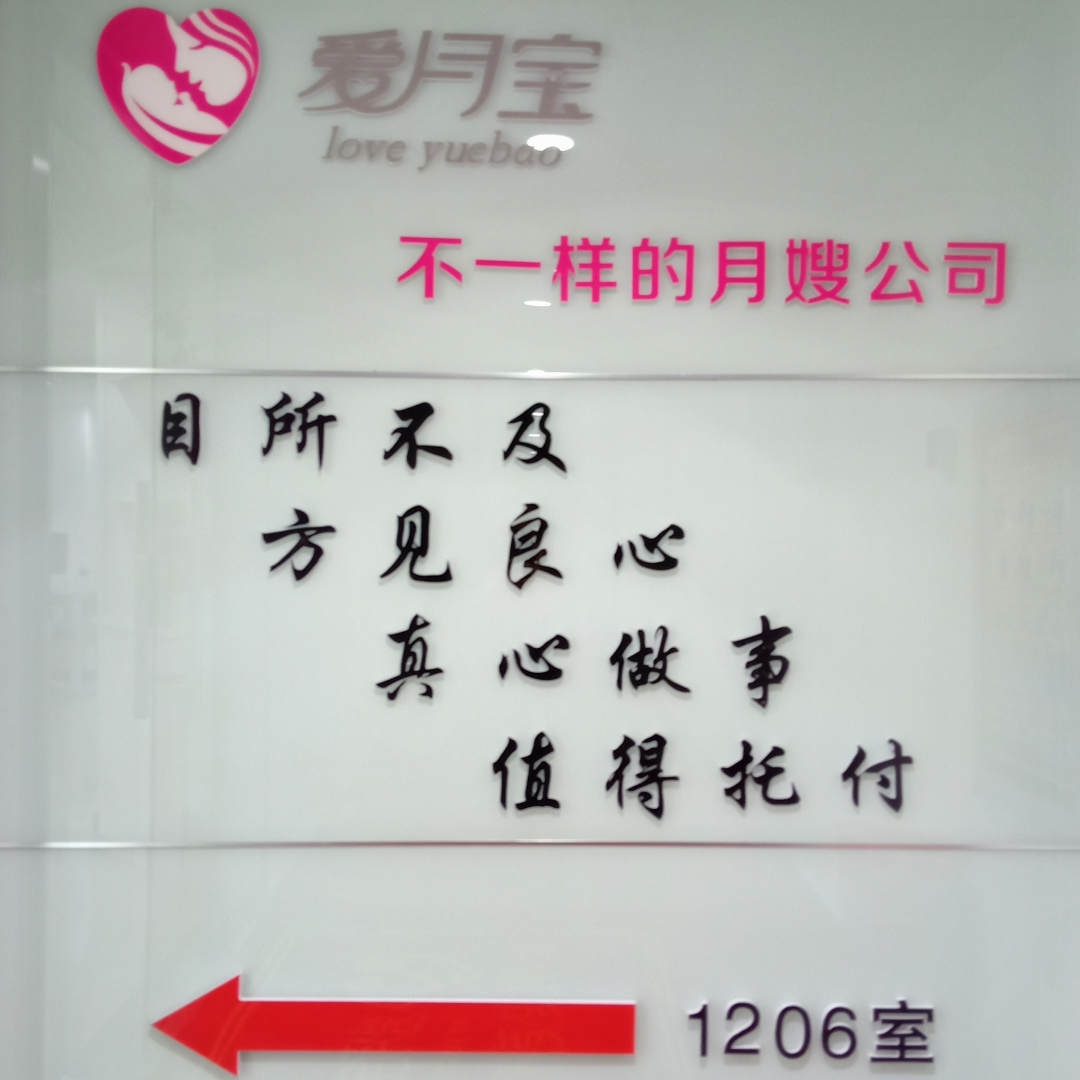 爱月宝
love yuebao
不一样的月嫂公司
目所不及
方见良心
真心做事
值得托付
1206室